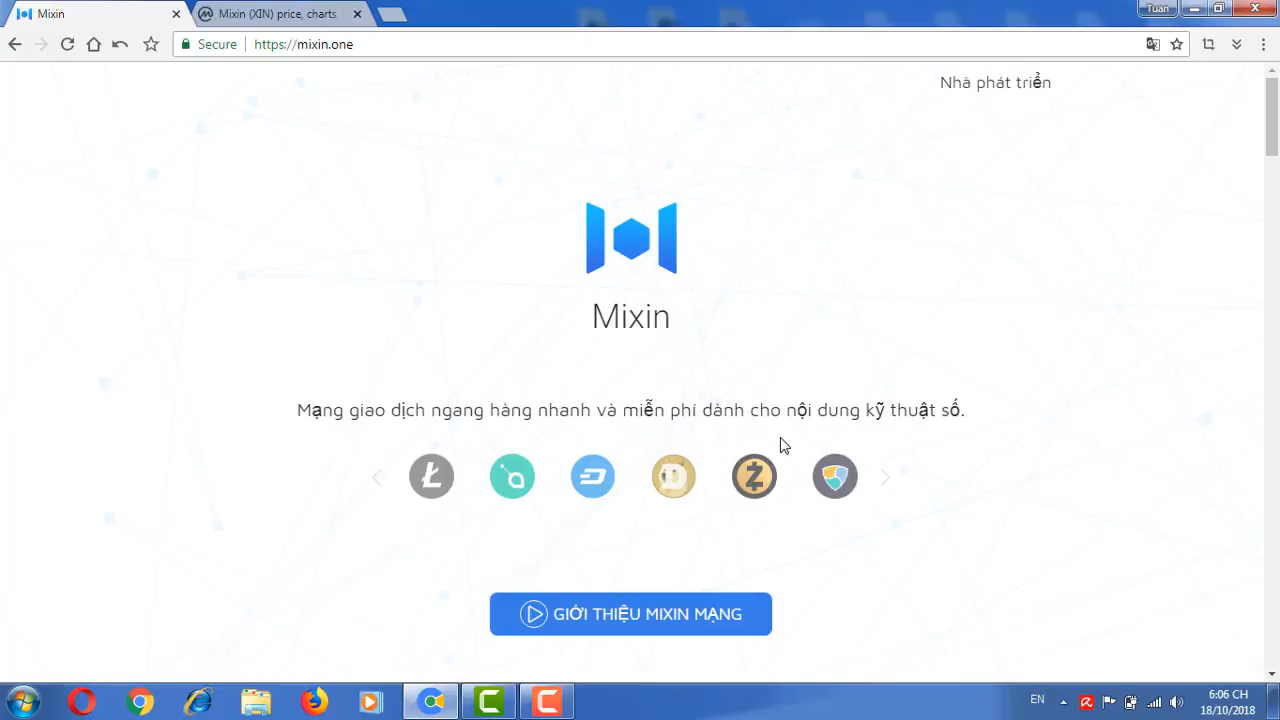 Mixin
Mixin (XIN) price, charts,
Tuan
Secure
https://mixin.one
Nhà phát triển
Mixin
Mạng giao dịch ngang hàng nhanh và miễn phí dành cho nội dung kỹ thuật số.
GIỚI THIỆU MIXIN MẠNG
EN
6:06 CH
18/10/2018